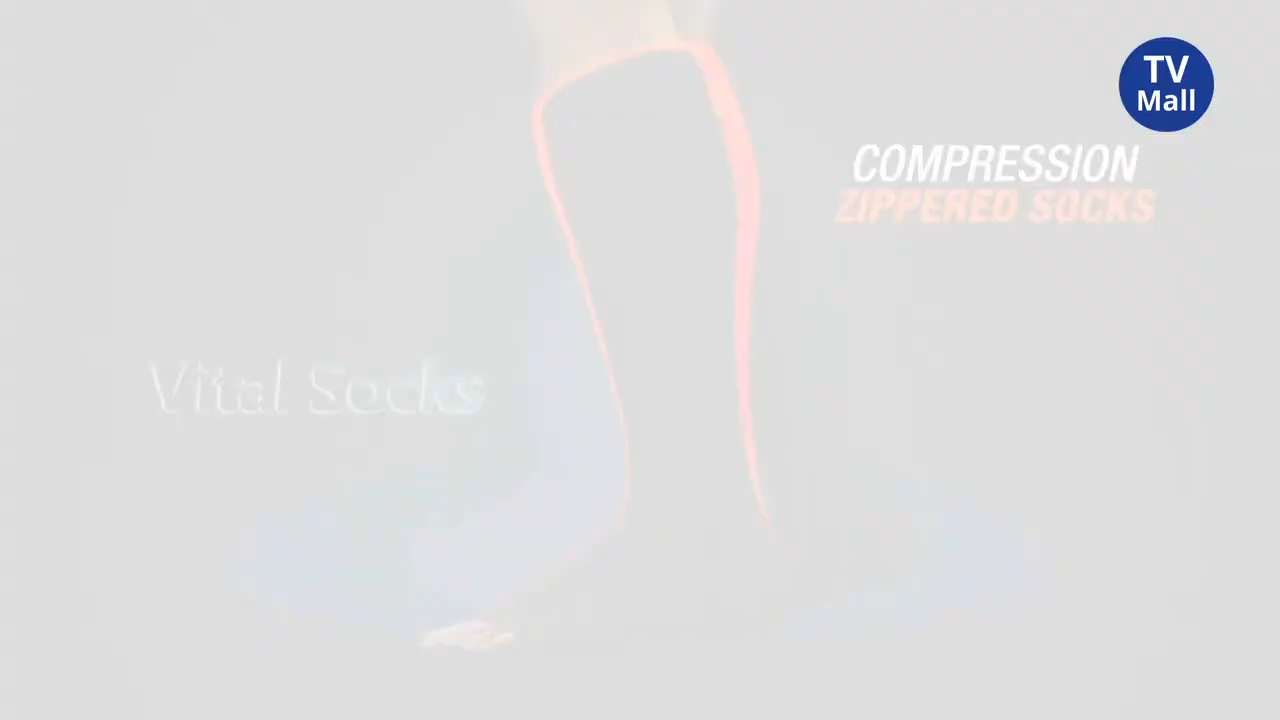 TV
Mall
COMPRESSION
ZIPPERED SOCKS
Vital Socks